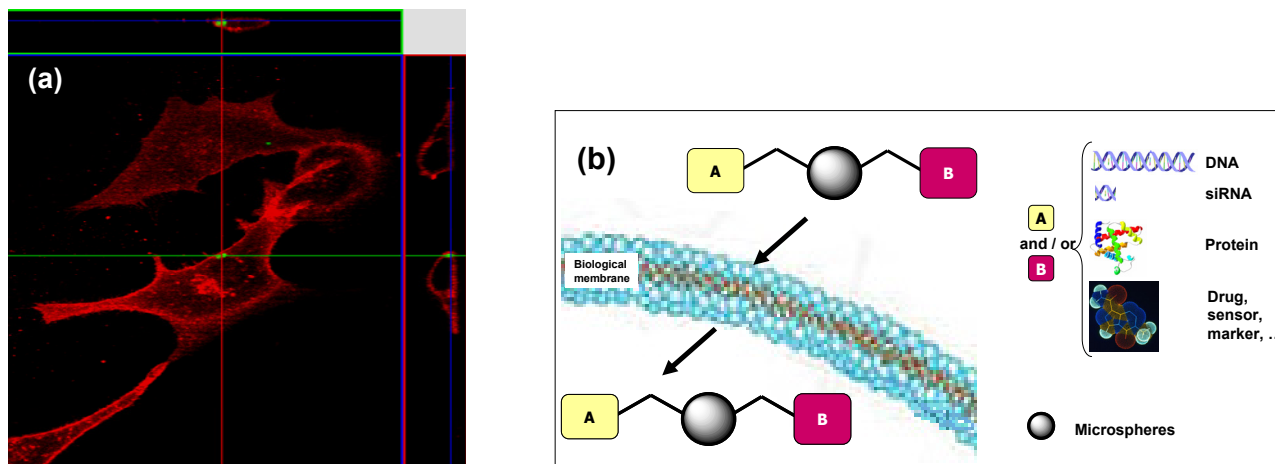 (a)
(b)
A
B
Biological
membrane
A
B
A
and / or
B
DNA
siRNA
Protein
Drug,
sensor,
marker, ..
Microspheres